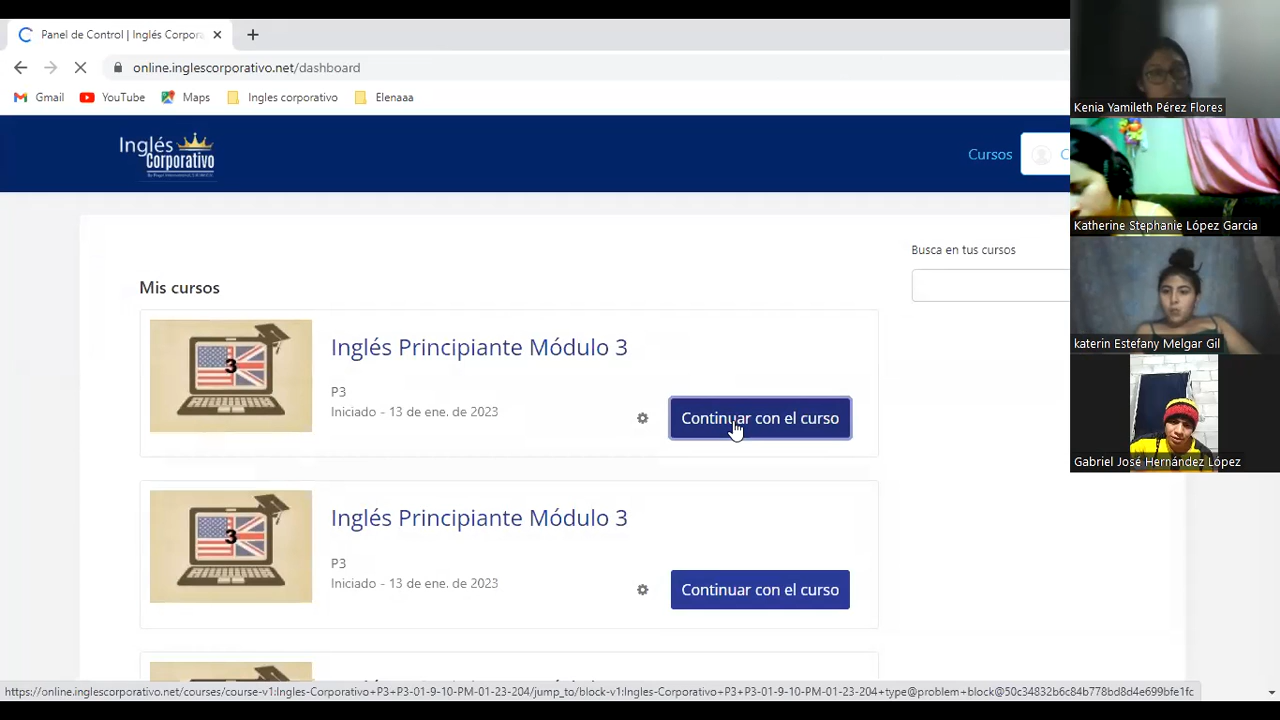 Panel de Control | Inglés Corpora
online.inglescorporativo.net/dashboard
Gmail YouTube Maps Ingles corporativo Elenaaa
Inglés
Corporativo
Cursos
Mis cursos
Busca en tus cursos
3
Inglés Principiante Módulo 3
P3
Iniciado - 13 de ene. de 2023
Continuar con el curso
3
Inglés Principiante Módulo 3
P3
Iniciado - 13 de ene. de 2023
Continuar con el curso
https://online.inglescorporativo.net/courses/course-v1:Ingles-Corporativo+P3+P3-01-9-10-PM-01-23-204/jump_to/block-v1:Ingles-Corporativo+P3+P3-01-9-10-PM-01-23-204+type@problem+block@50c34832b6c84b778bd8d4e699bfe1fc
Kenia Yamileth Pérez Flores
Katherine Stephanie López Garcia
katerin Estefany Melgar Gil
Gabriel José Hernández López